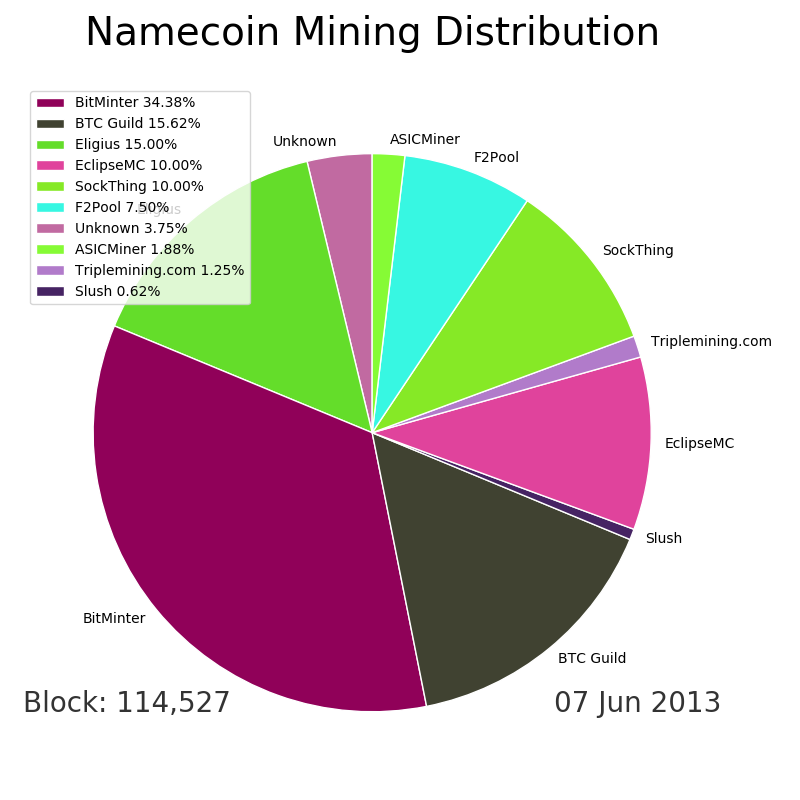 Namecoin Mining Distribution
BitMinter 34.38%
BTC Guild 15.62%
Eligius 15.00%
EclipseMC 10.00%
SockThing 10.00%
F2Pool 7.50%
Unknown 3.75%
ASICMiner 1.88%
Triplemining.com 1.25%
Slush 0.62%
Unknown
ASICMiner
F2Pool
Eligius
SockThing
Triplemining.com
EclipseMC
Slush
BitMinter
BTC Guild
Block: 114,527
07 Jun 2013